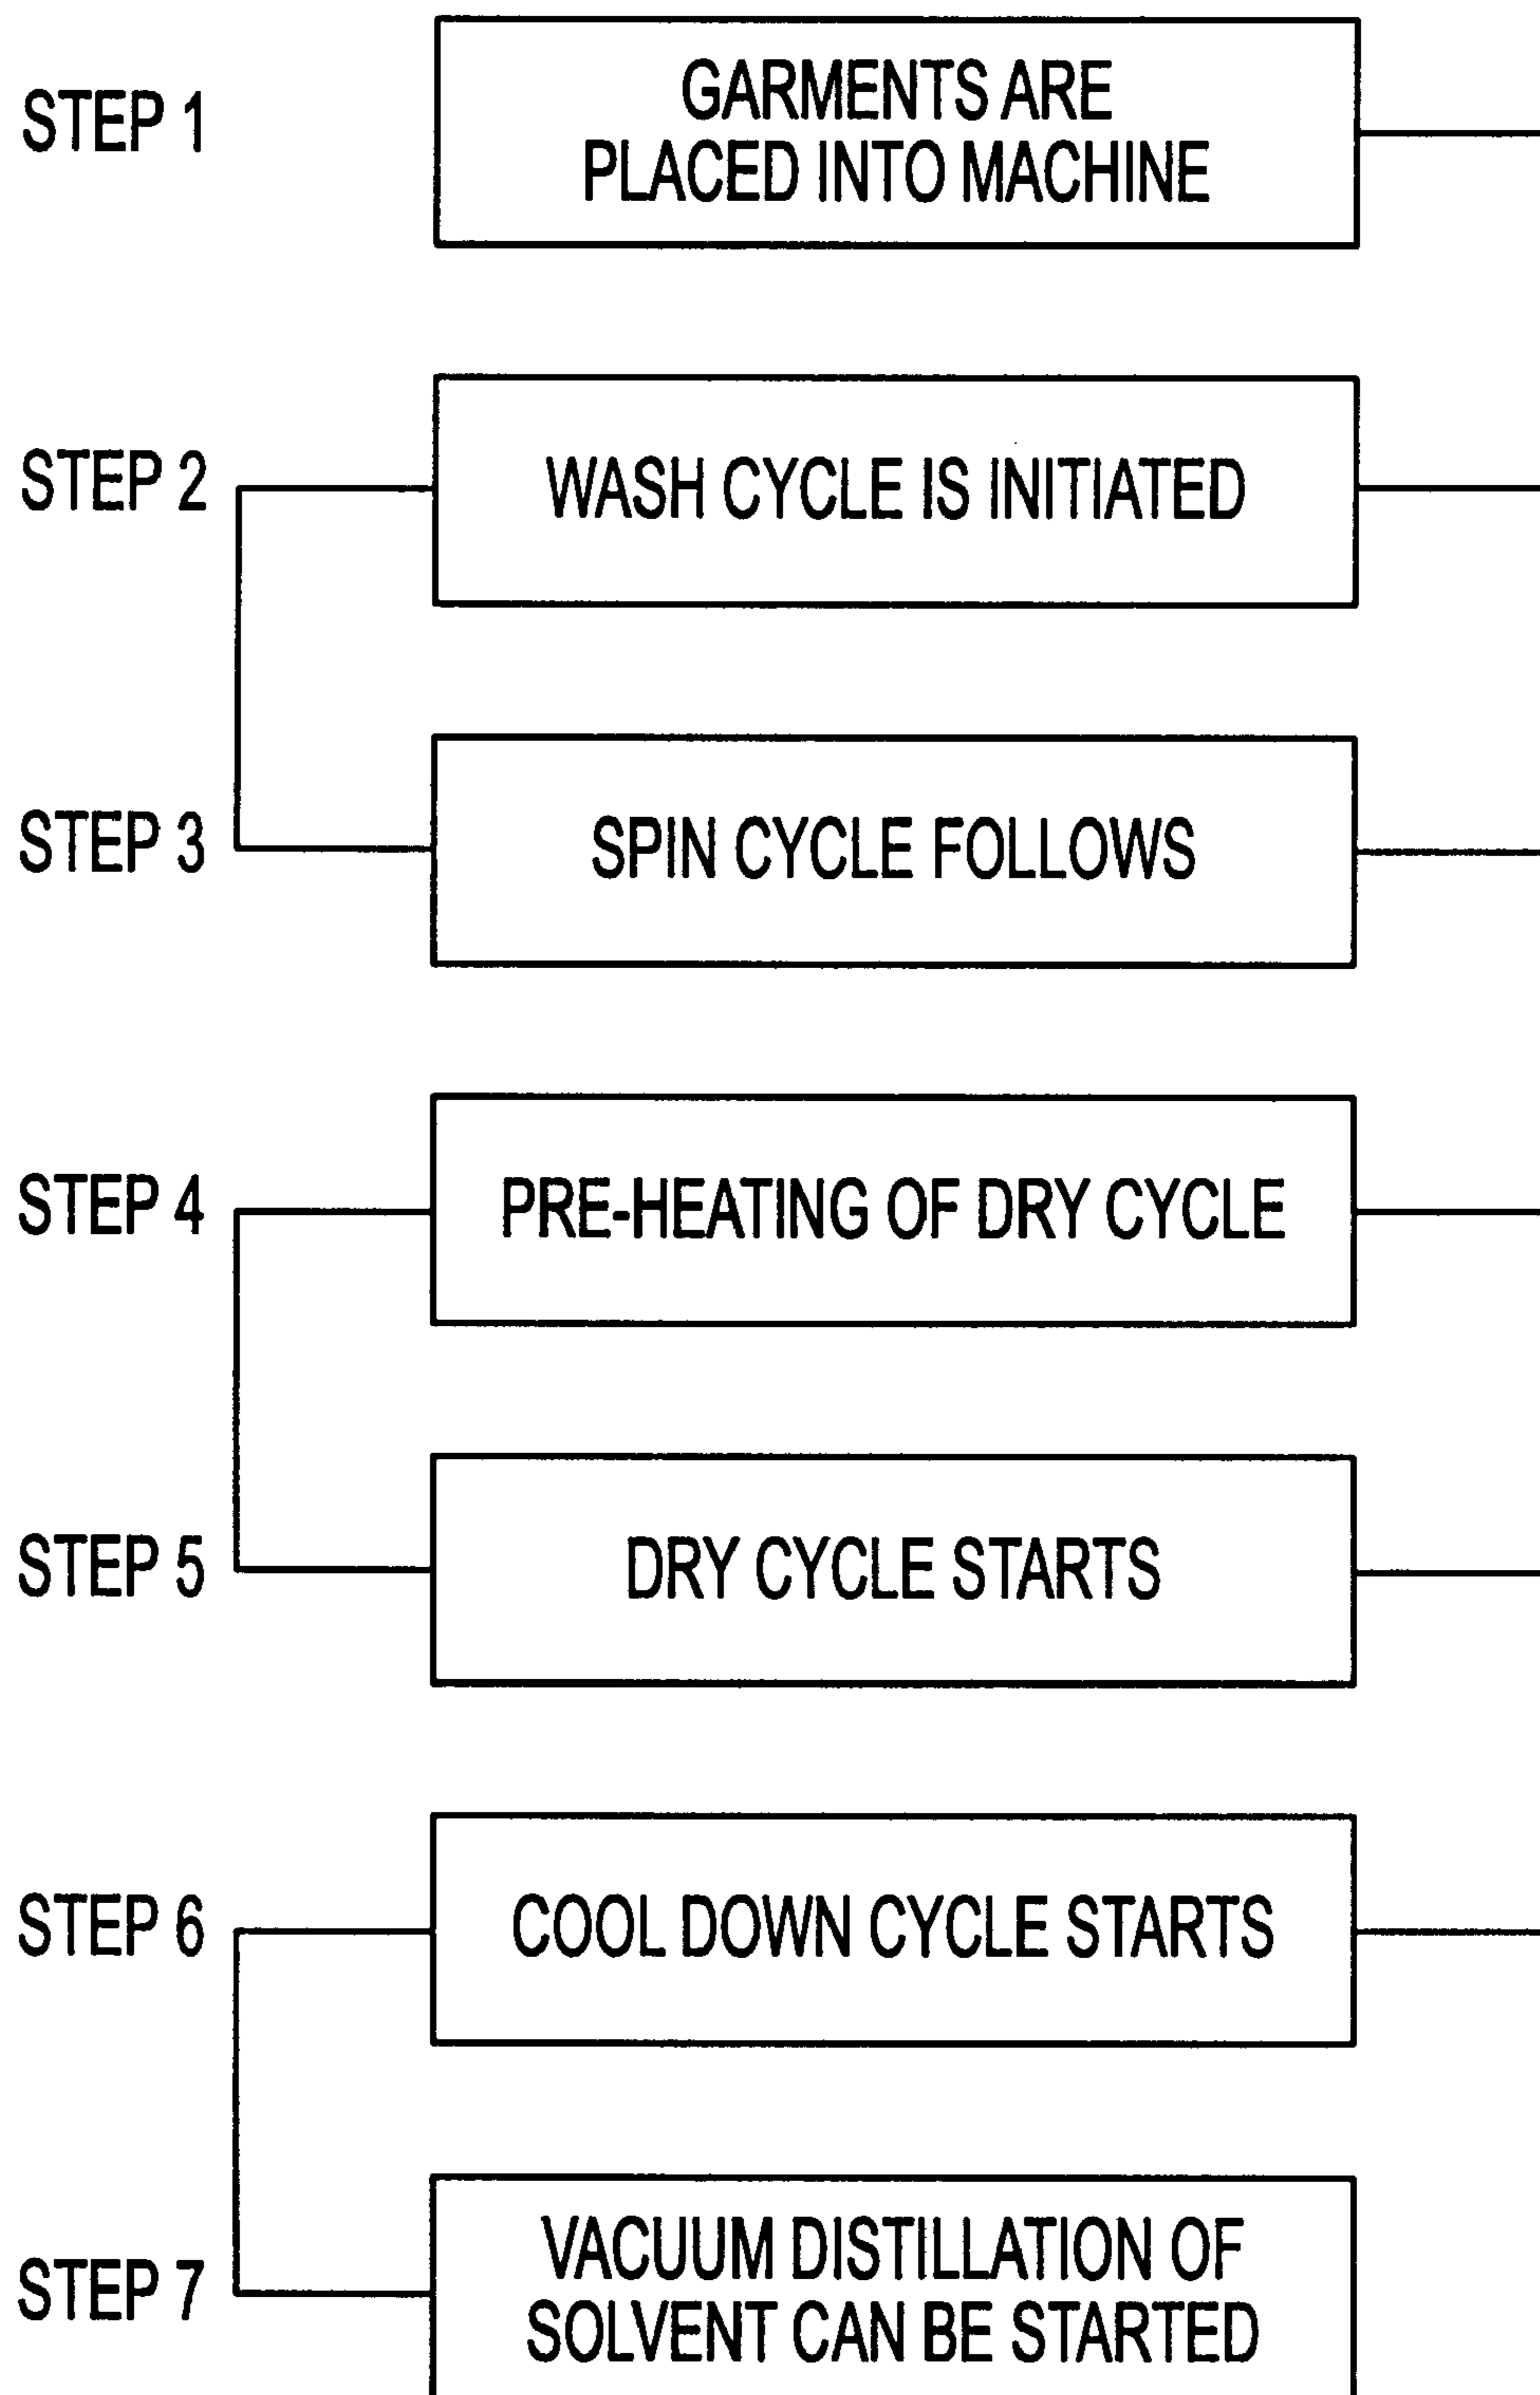 STEP 1
GARMENTS ARE
PLACED INTO MACHINE
STEP 2
WASH CYCLE IS INITIATED
STEP 3
SPIN CYCLE FOLLOWS
STEP 4
PRE-HEATING OF DRY CYCLE
STEP 5
DRY CYCLE STARTS
STEP 6
COOL DOWN CYCLE STARTS
STEP 7
VACUUM DISTILLATION OF
SOLVENT CAN BE STARTED